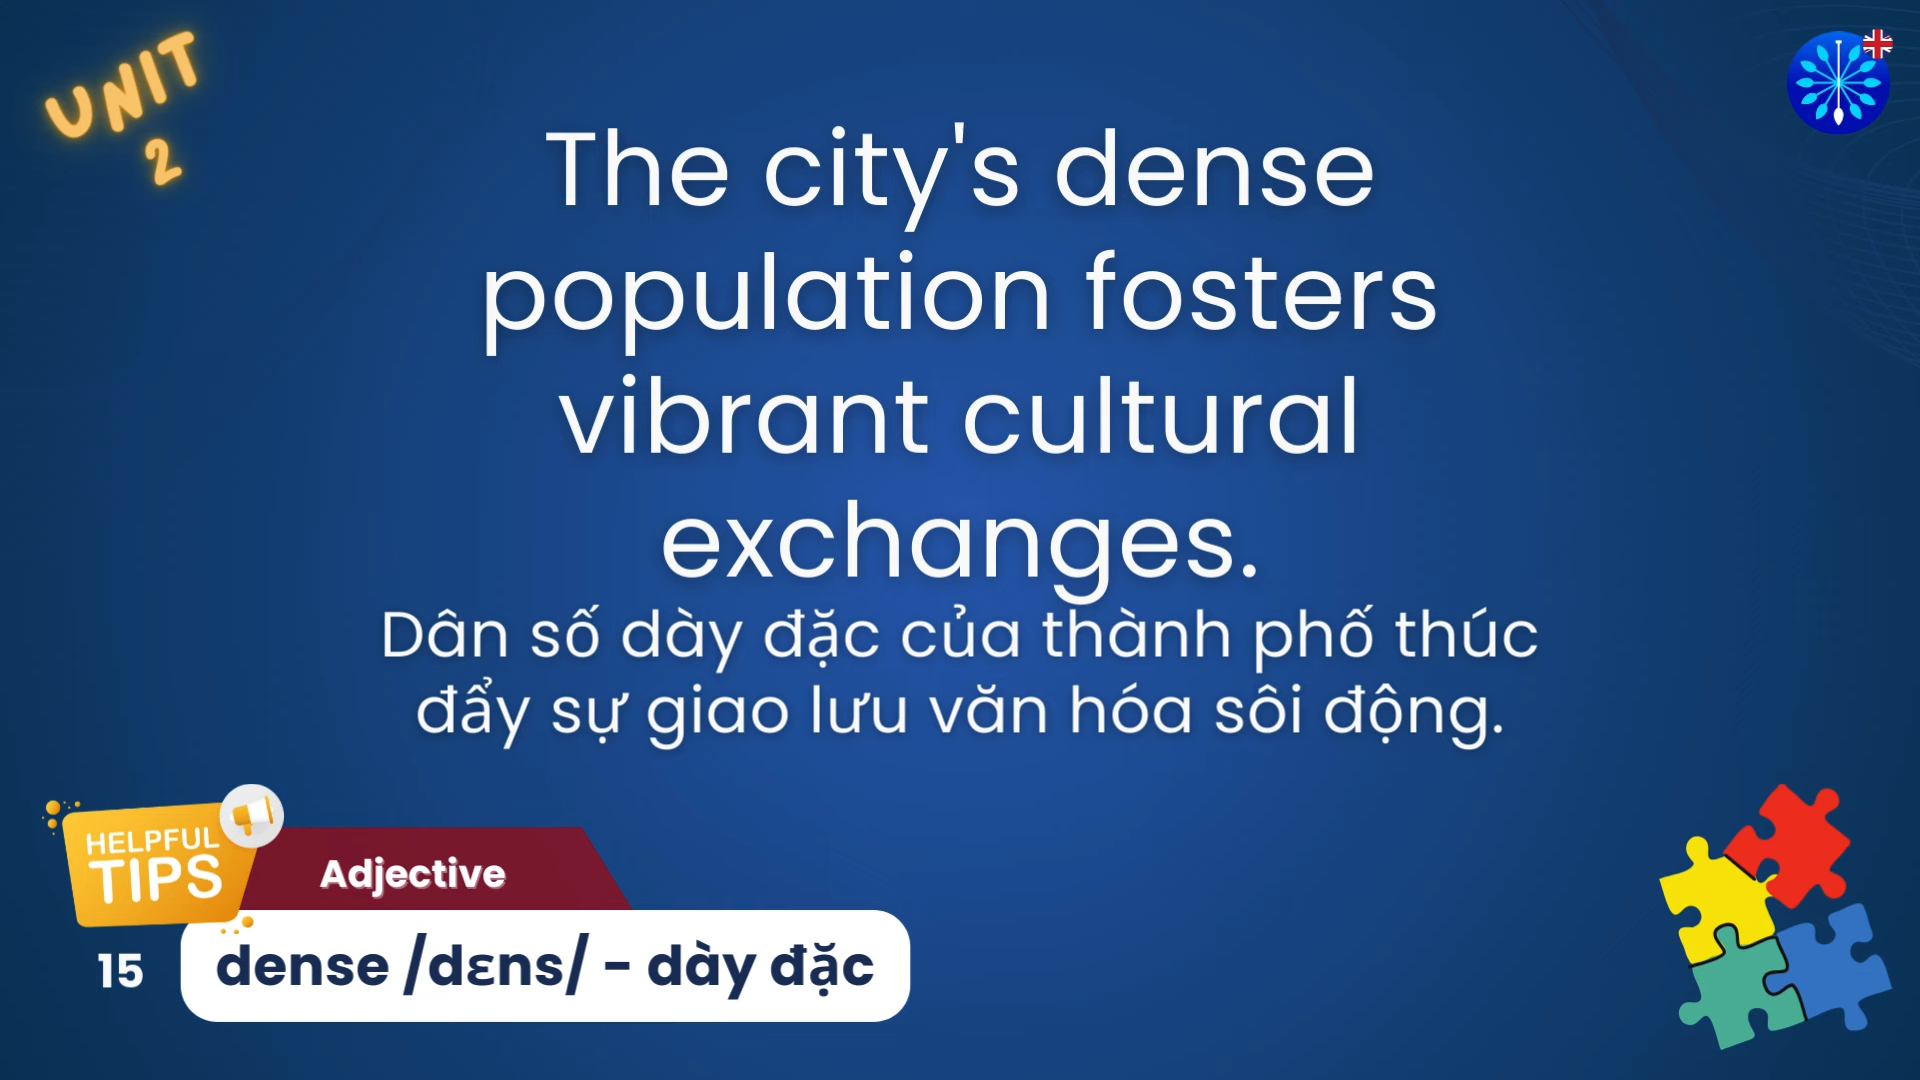 UNIT
2
The city's dense
population fosters
vibrant cultural
exchanges.
Dân số dày đặc của thành phố thúc
đẩy sự giao lưu văn hóa sôi động.
HELPFUL
TIPS
Adjective
15
dense /dɛns/ - dày đặc